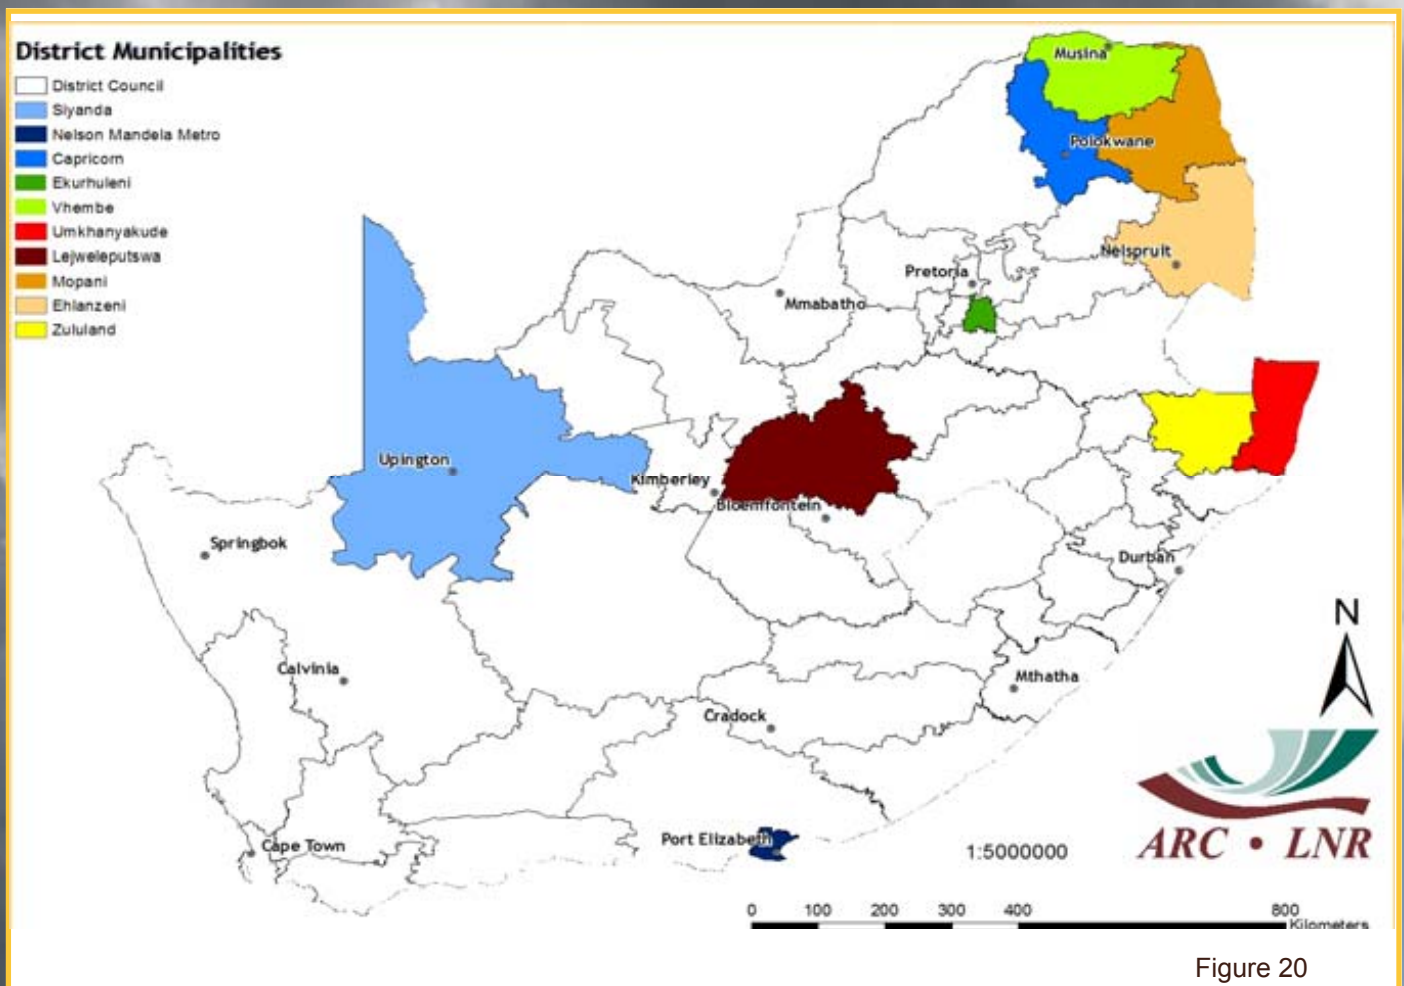 District Municipalities
District Council
Siyanda
Nelson Mandela Metro
Capricorn
Ekurhuleni
Vhembe
Umkhanyakude
Lejweleputswa
Mopani
Ehlanzeni
Zululand
Musina
Polokwane
Nelspruit
Pretoria
Mmabatho
Upington
Kimberley
Bloemfontein
Springbok
Durban
Calvinia
Mthatha
Cradock
Cape Town
Port Elizabeth
N
ARC • LNR
1:5000000
0 100 200 300 400 800
Kilometers
Figure 20